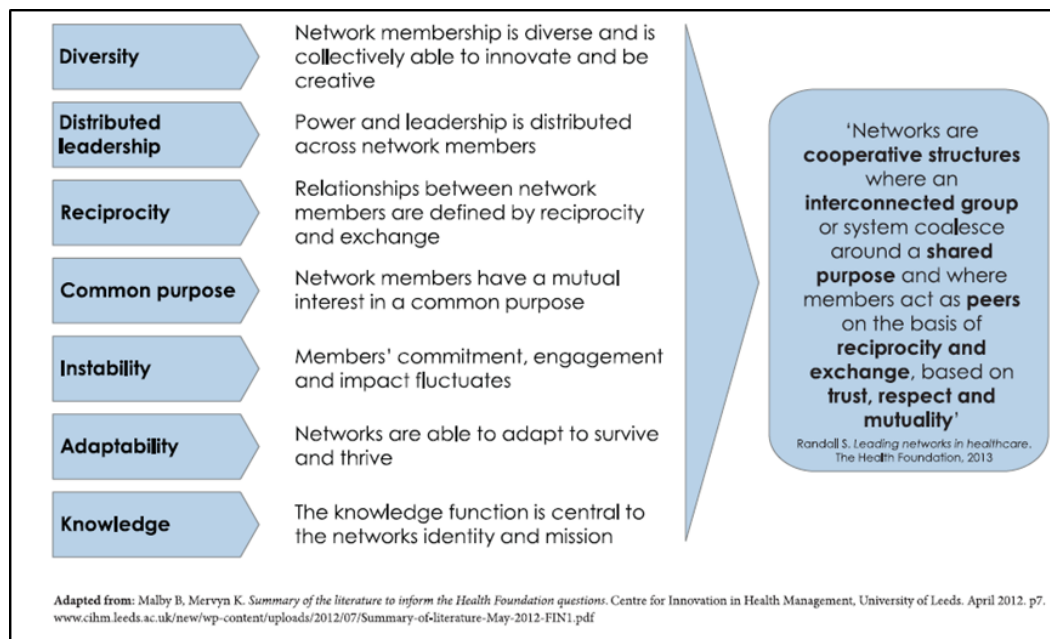 Diversity
Network membership is diverse and is
collectively able to innovate and be
creative
Distributed
leadership
Power and leadership is distributed
across network members
Reciprocity
Relationships between network
members are defined by reciprocity
and exchange
Common purpose
Network members have a mutual
interest in a common purpose
Instability
Members’ commitment, engagement
and impact fluctuates
Adaptability
Networks are able to adapt to survive
and thrive
Knowledge
The knowledge function is central to
the networks identity and mission
‘Networks are
cooperative structures
where an
interconnected group
or system coalesce
around a shared
purpose and where
members act as peers
on the basis of
reciprocity and
exchange, based on
trust, respect and
mutuality’
Randall S. Leading networks in healthcare.
The Health Foundation, 2013
Adapted from: Malby B, Mervyn K. Summary of the literature to inform the Health Foundation questions. Centre for Innovation in Health Management, University of Leeds. April 2012. p7.
www.cihm.leeds.ac.uk/new/wp-content/uploads/2012/07/Summary-of-literature-May-2012-FIN1.pdf